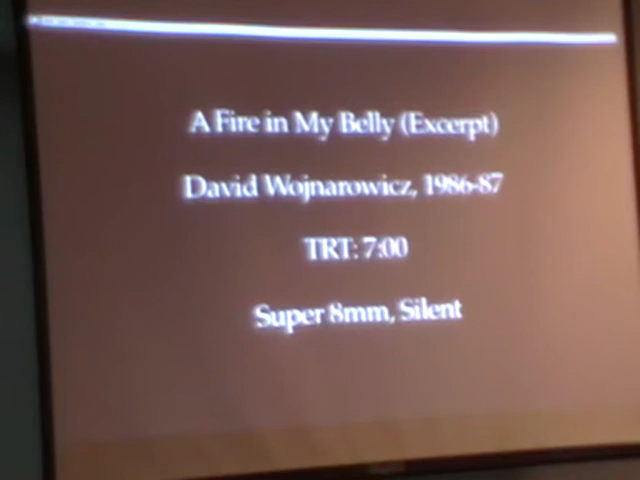 A Fire in My Belly (Excerpt)
David Wojnarowicz, 1986-87
TRT: 7:00
Super 8mm, Silent